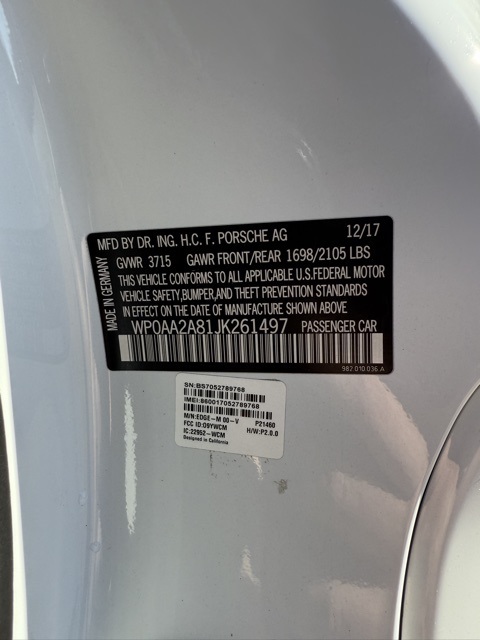 MFD BY DR. ING. H.C. F. PORSCHE AG 12/17
GVWR 3715 GAWR FRONT/REAR 1698/2105 LBS
THIS VEHICLE CONFORMS TO ALL APPLICABLE U.S.FEDERAL MOTOR
VEHICLE SAFETY,BUMPER,AND THEFT PREVENTION STANDARDS
IN EFFECT ON THE DATE OF MANUFACTURE SHOWN ABOVE
WP0AA2A81JK261497 PASSENGER CAR
MADE IN GERMANY
982 010.036 A
SN:BS7052789768
IMEI:860017052789768
M/N:EDGE-M 00-V P21460
FCC ID:O9YWCM H/W:P2.0.0
IC:22952-WCM
Designed in California